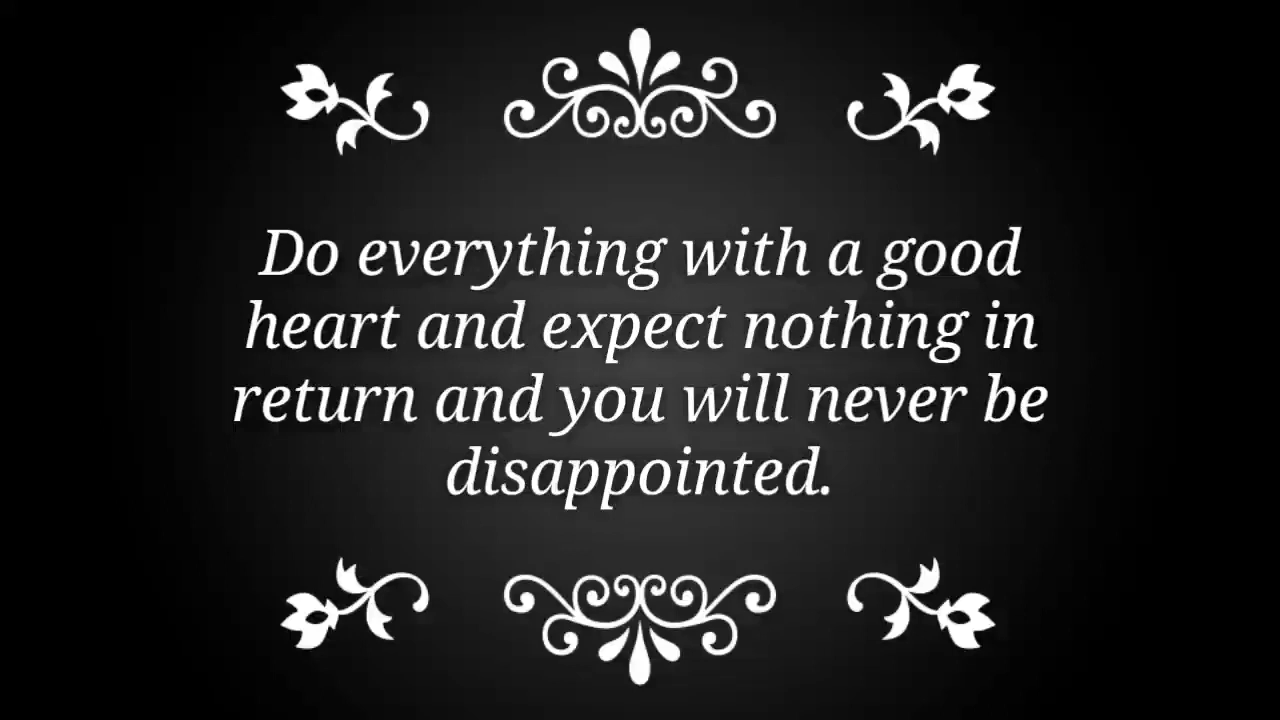 Do everything with a good
heart and expect nothing in
return and you will never be
disappointed.